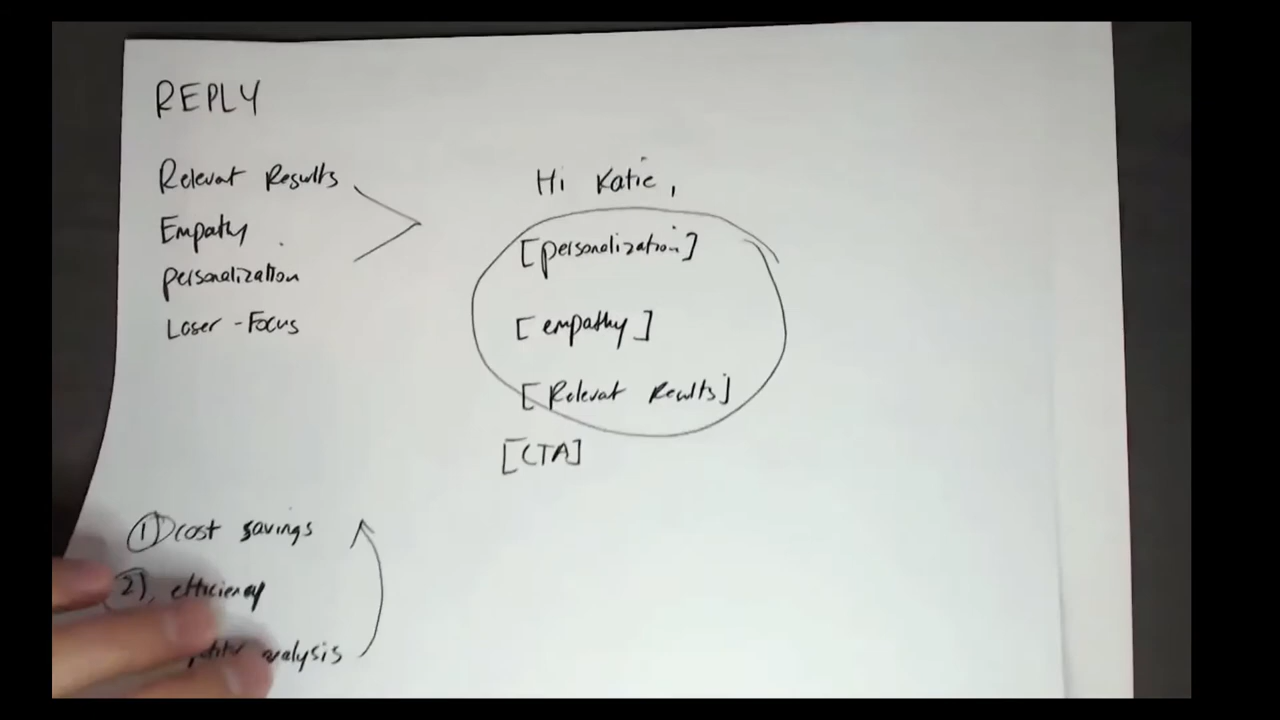 REPLY
Relevant Results
Empathy
personalization
Laser-Focus
Hi Katie,
[personalization]
[empathy]
[Relevant Results]
[CTA]
1) cost savings
2). efficiency
analysis